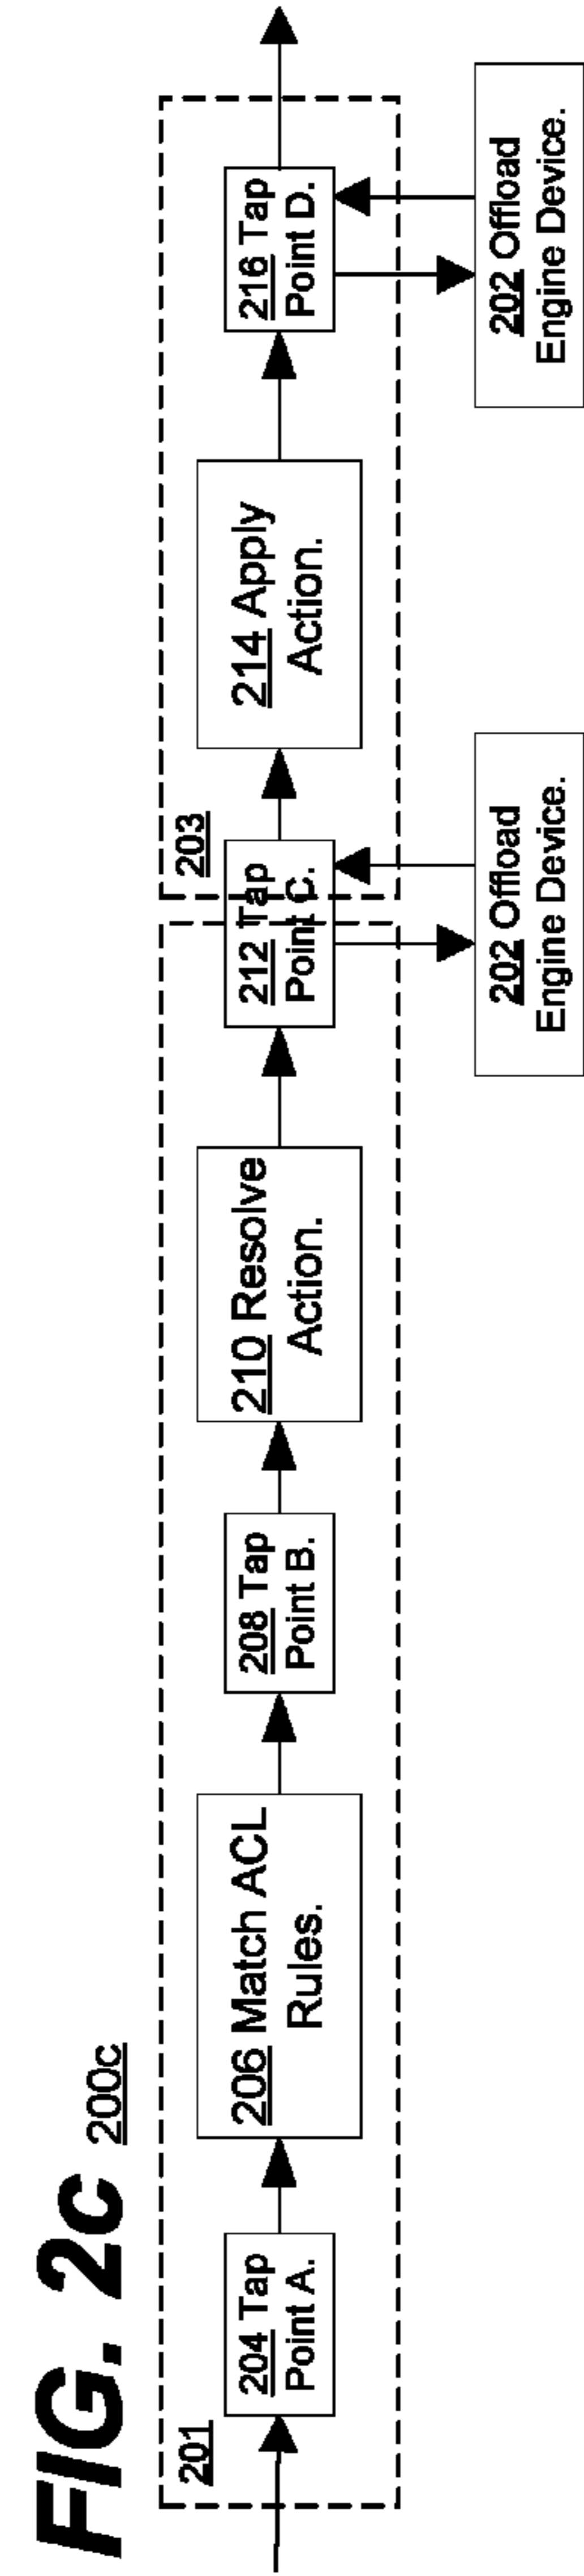 FIG. 2c 200c
201
204 Tap
Point A.
206 Match ACL
Rules.
208 Tap
Point B.
210 Resolve
Action.
212 Tap
Point C.
203
214 Apply
Action.
216 Tap
Point D.
202 Offload
Engine Device.
202 Offload
Engine Device.